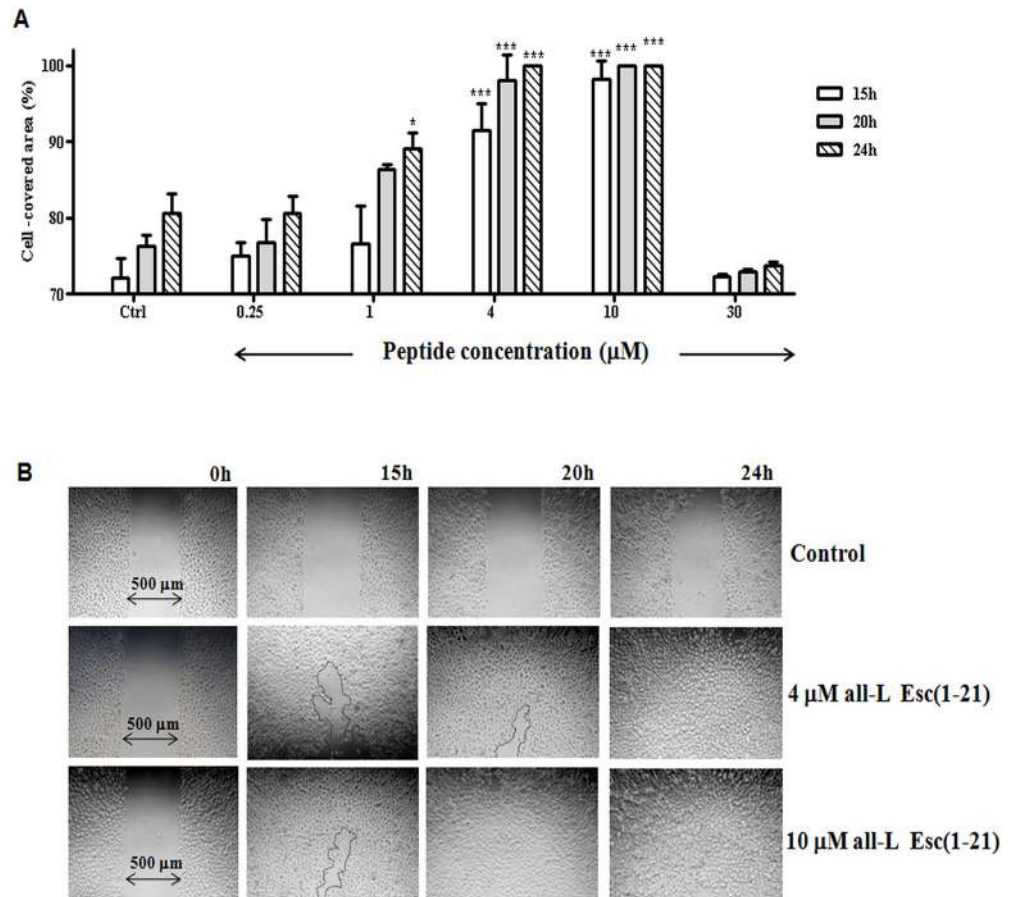 A
Cell -covered area (%)
100
90
80
70
*** *** *** *** *** ***
*
15h
20h
24h
Ctrl 0.25 1 4 10 30
Peptide concentration (µM)
B
0h 15h 20h 24h
500 µm
Control
500 µm
4 µM all-L Esc(1-21)
500 µm
10 µM all-L Esc(1-21)